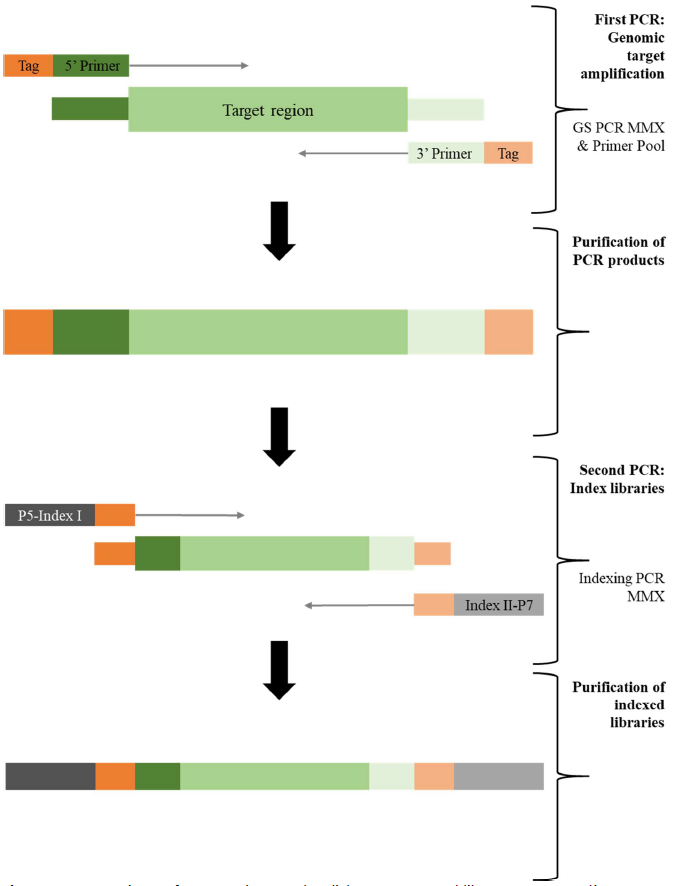 First PCR:
Genomic
target
amplification
Tag 5’ Primer
Target region
GS PCR MMX
& Primer Pool
3’ Primer Tag
Purification of
PCR products
Second PCR:
Index libraries
P5-Index I
Indexing PCR
MMX
Index II-P7
Purification of
indexed
libraries